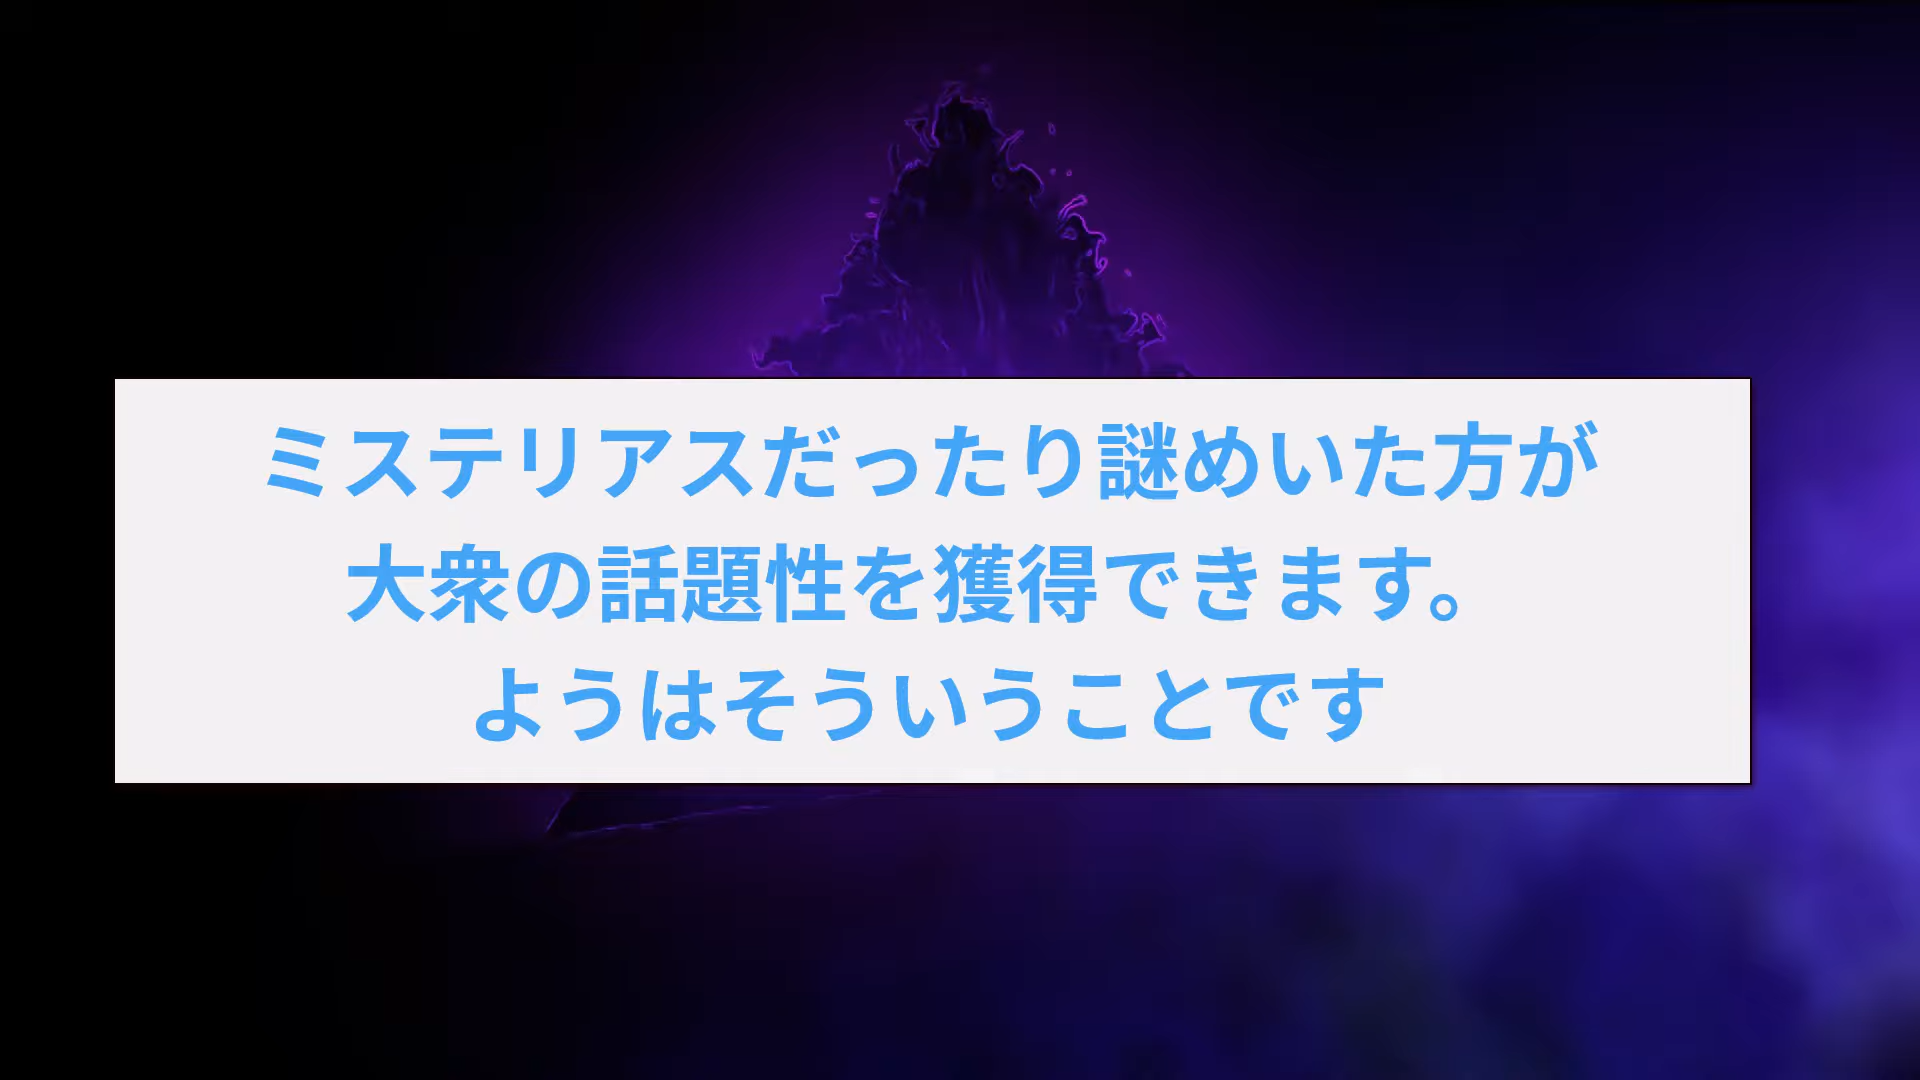 ミステリアスだったり謎めいた方が
大衆の話題性を獲得できます。
ようはそういうことです